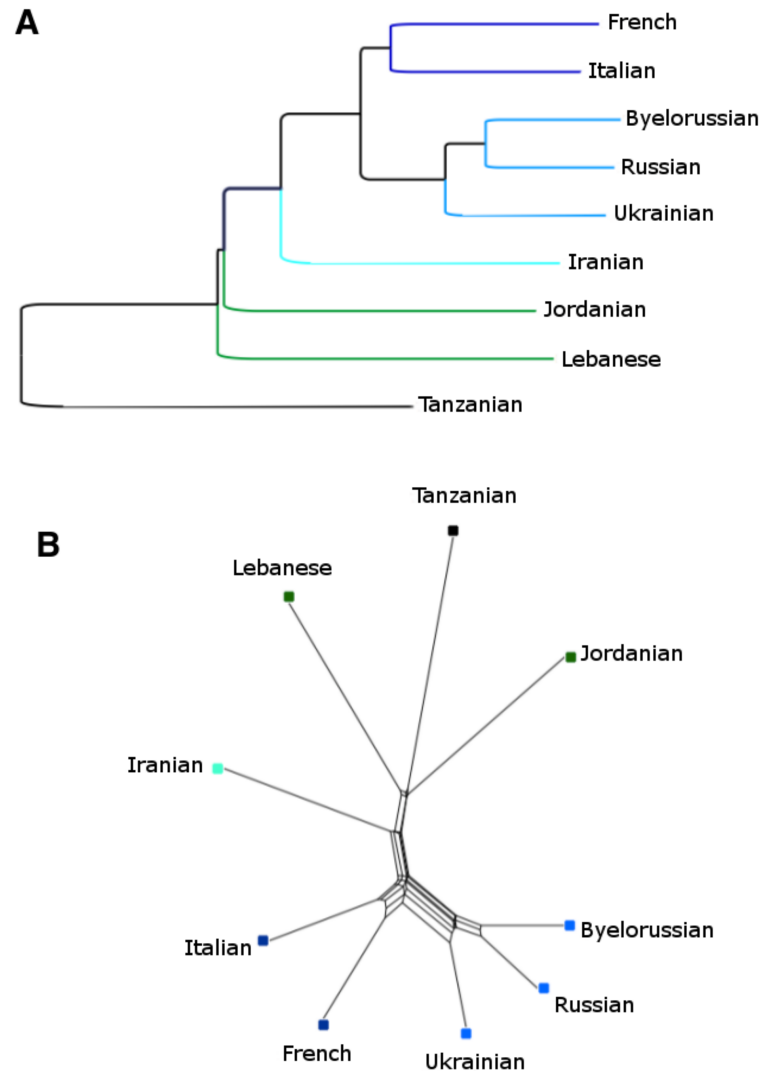 A
French
Italian
Byelorussian
Russian
Ukrainian
Iranian
Jordanian
Lebanese
Tanzanian
B
Tanzanian
Lebanese
Jordanian
Iranian
Italian
Byelorussian
Russian
French
Ukrainian